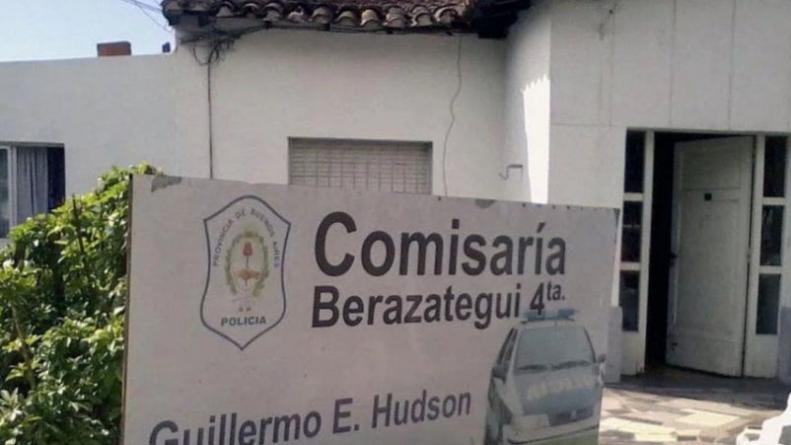 PROVINCIA DE BUENOS AIRES
POLICIA
Comisaría
Berazategui 4ta.
Guillermo E. Hudson